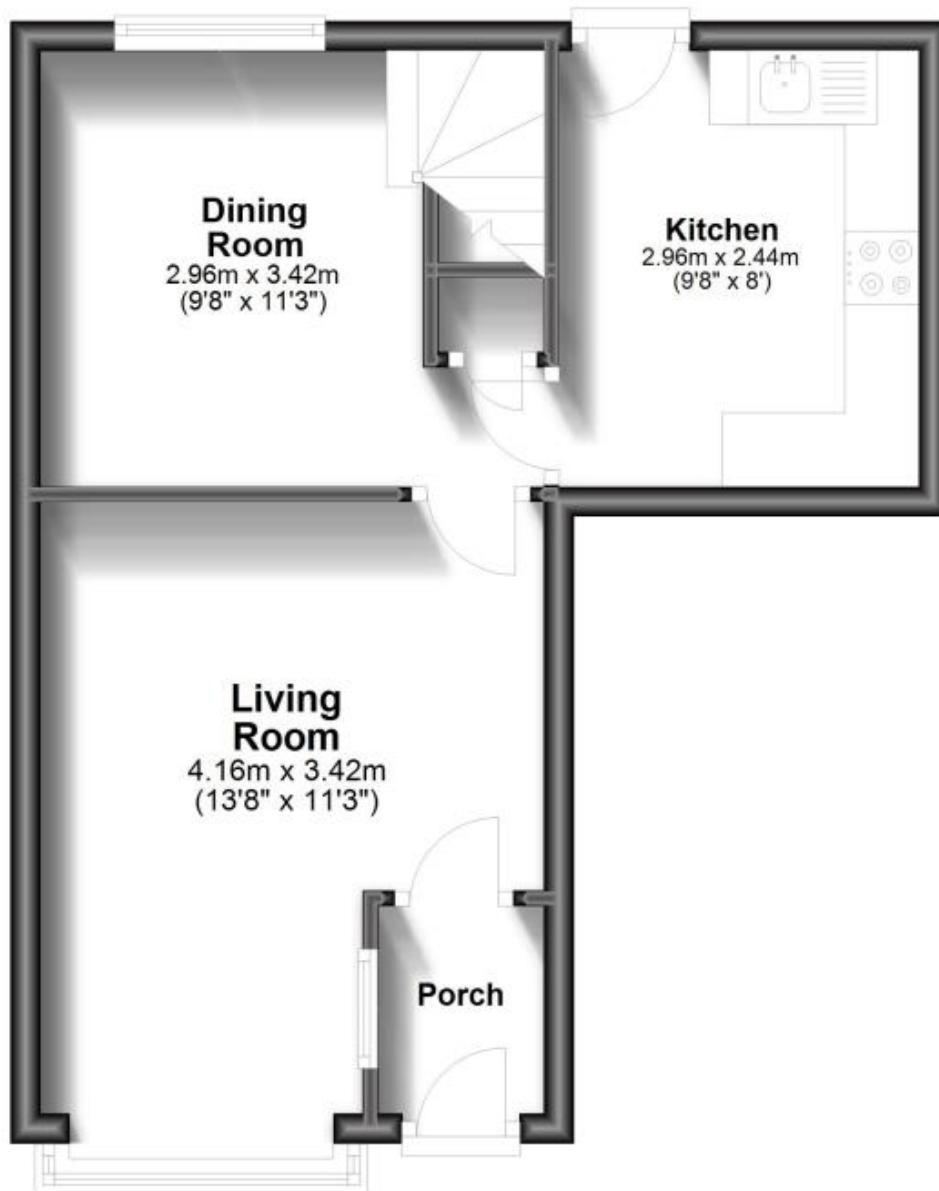 Dining
Room
2.96m x 3.42m
(9'8" x 11'3")
Kitchen
2.96m x 2.44m
(9'8" x 8')
Living
Room
4.16m x 3.42m
(13'8" x 11'3")
Porch